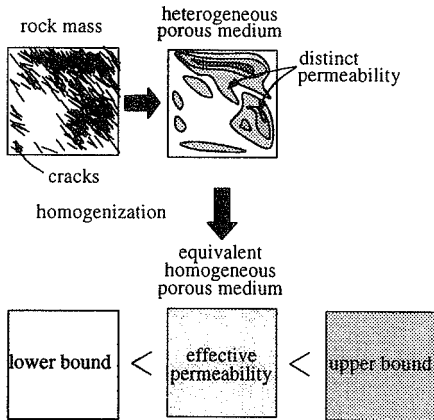 rock mass
heterogeneous
porous medium
distinct
permeability
cracks
homogenization
equivalent
homogeneous
porous medium
lower bound
<
effective
permeability
<
upper bound